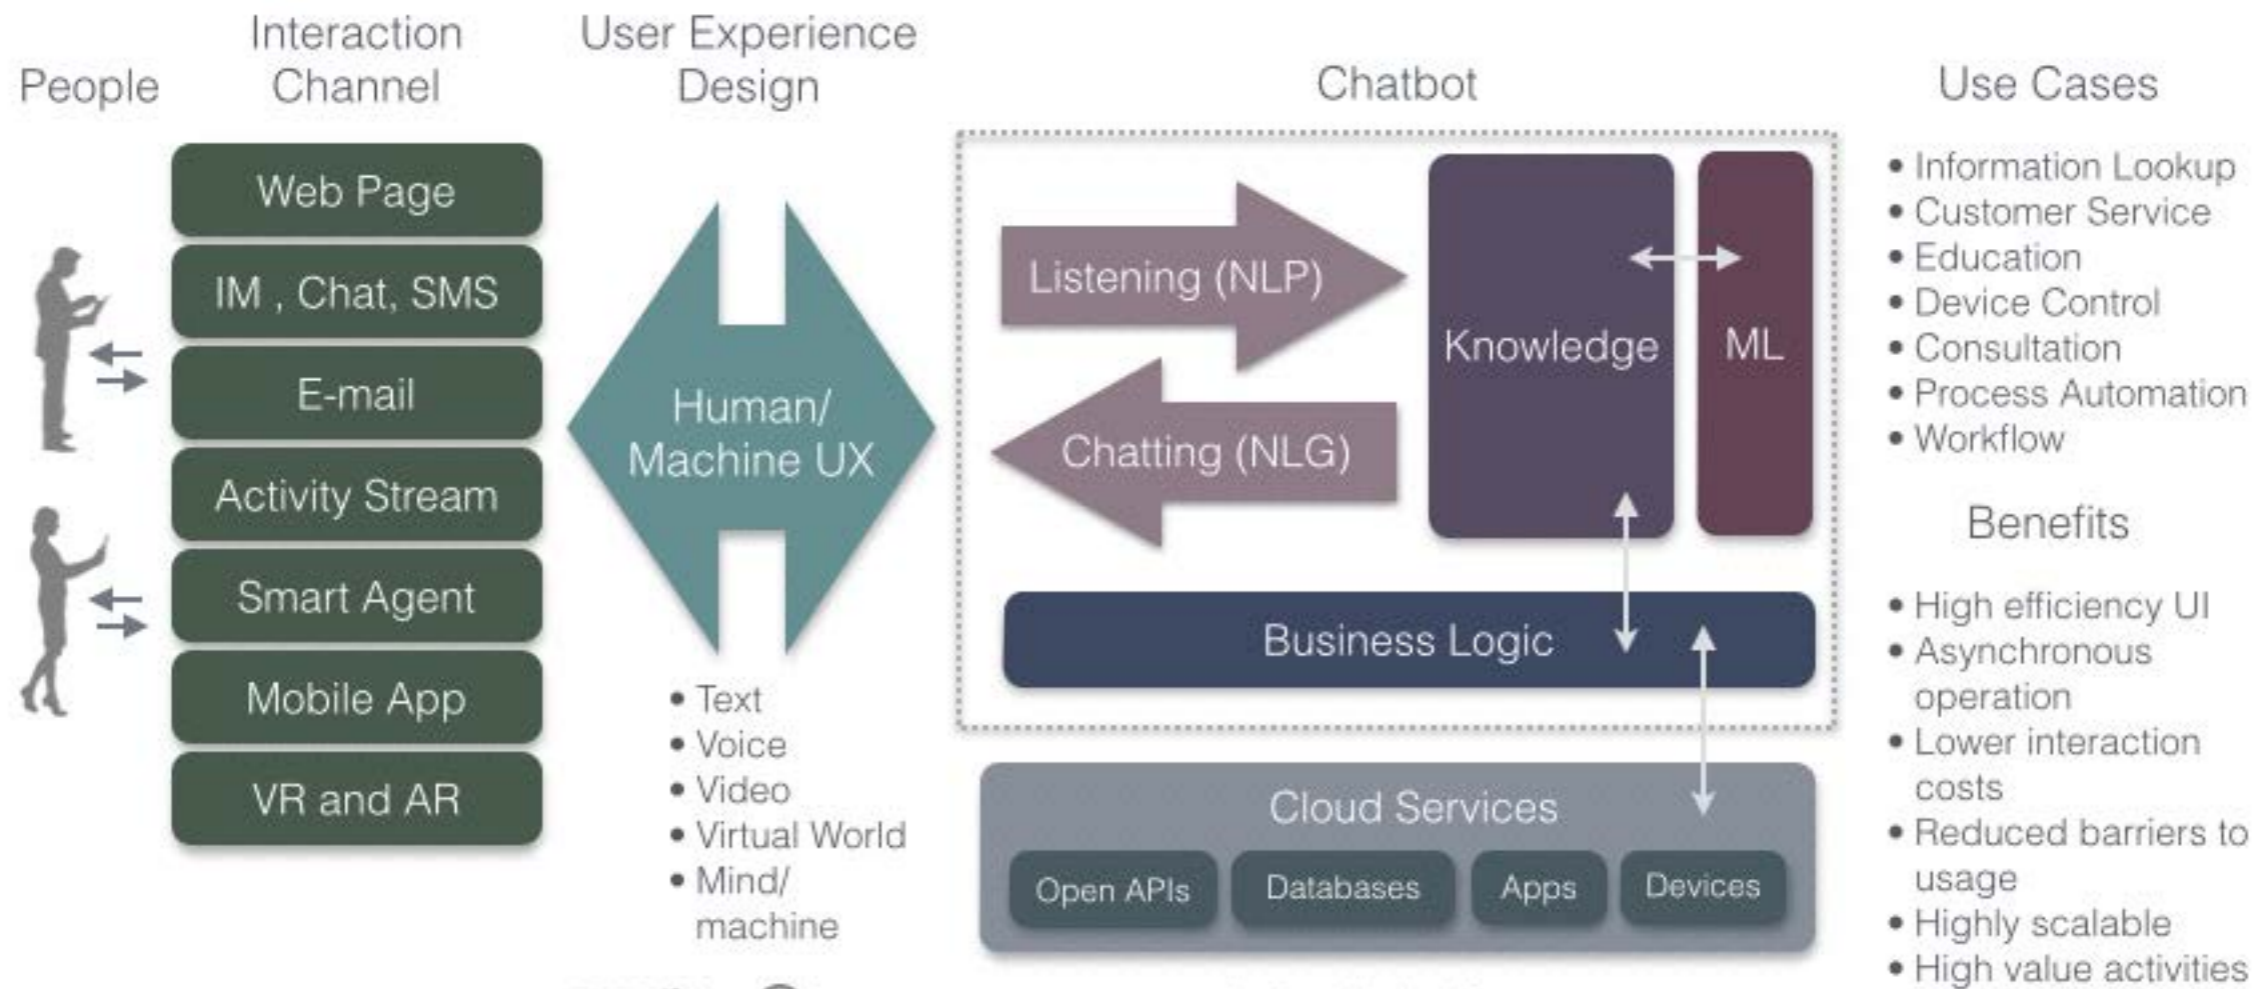 People
Interaction
Channel
User Experience
Design
Chatbot
Use Cases
Web Page
IM , Chat, SMS
E-mail
Activity Stream
Smart Agent
Mobile App
VR and AR
Human/
Machine UX
• Text
• Voice
• Video
• Virtual World
• Mind/
machine
Listening (NLP)
Chatting (NLG)
Knowledge
ML
Business Logic
Cloud Services
Open APIs
Databases
Apps
Devices
• Information Lookup
• Customer Service
• Education
• Device Control
• Consultation
• Process Automation
• Workflow
Benefits
• High efficiency UI
• Asynchronous
operation
• Lower interaction
costs
• Reduced barriers to
usage
• Highly scalable
• High value activities